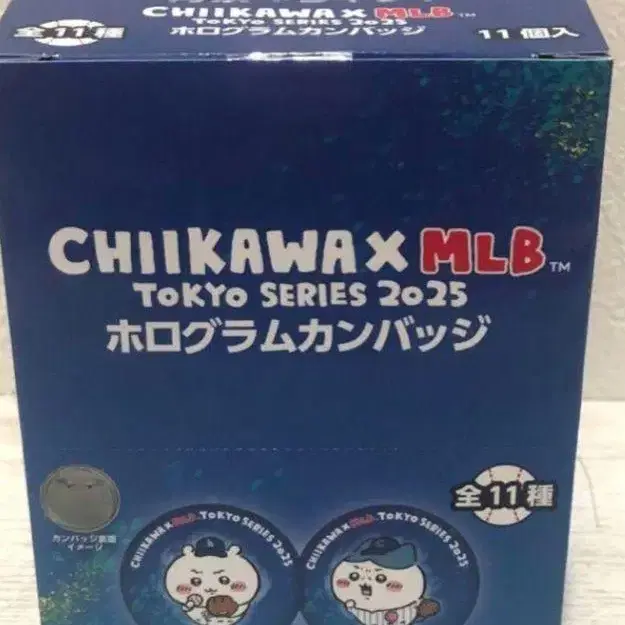 CHIIKAWA X MLB™
TOKYO SERIES 2025
全11種
ホログラムカンバッジ
11個入
CHIIKAWA X MLB™
TOKYO SERIES 2025
ホログラムカンバッジ
全11種
カンバッジ裏面
イメージ
CHIIKAWA X MLB TOKYO SERIES 2025
CHIIKAWA X MLB TOKYO SERIES 2025